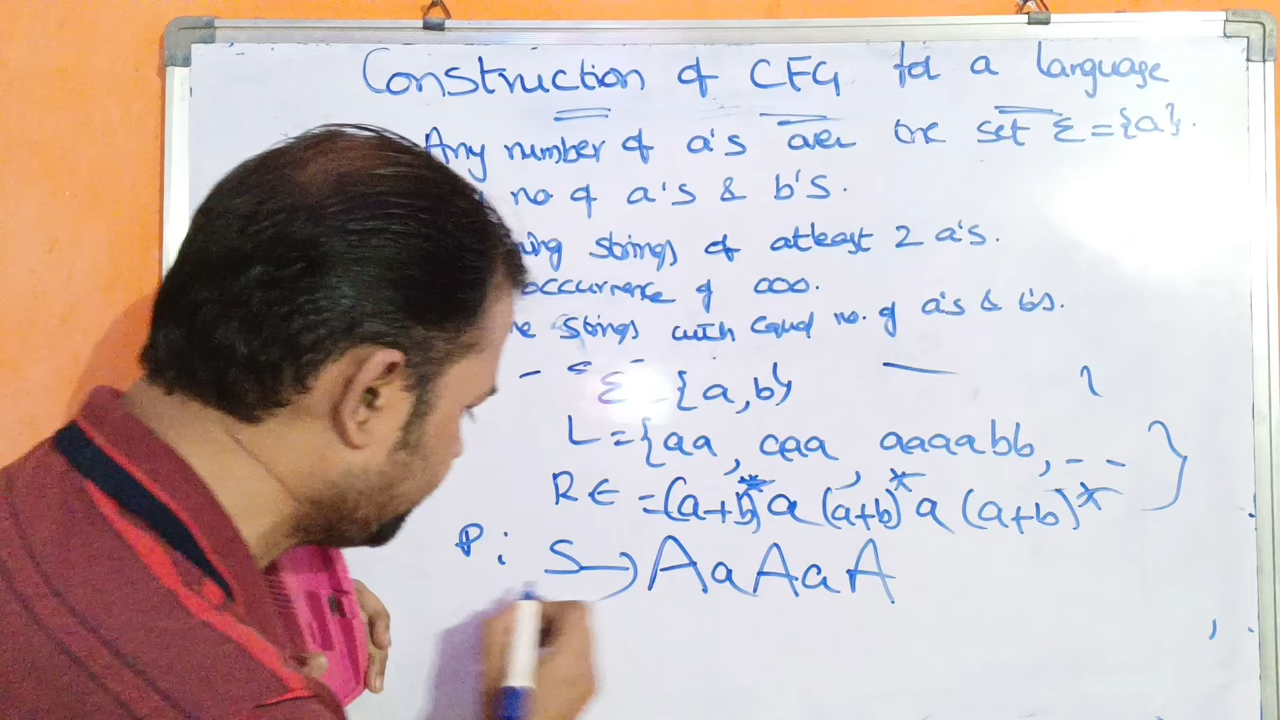 Construction of CFG for a language
Any number of a's over the set Σ={a}.
no of a's & b's.
strings of atleast 2 a's.
occurrence of 000.
strings with equal no. of a's & b's.
Σ = {a,b}
L = {aa, aaa, aaaabb, - - }
RE = (a+b)* a (a+b)* a (a+b)*
P: S → AaAaA